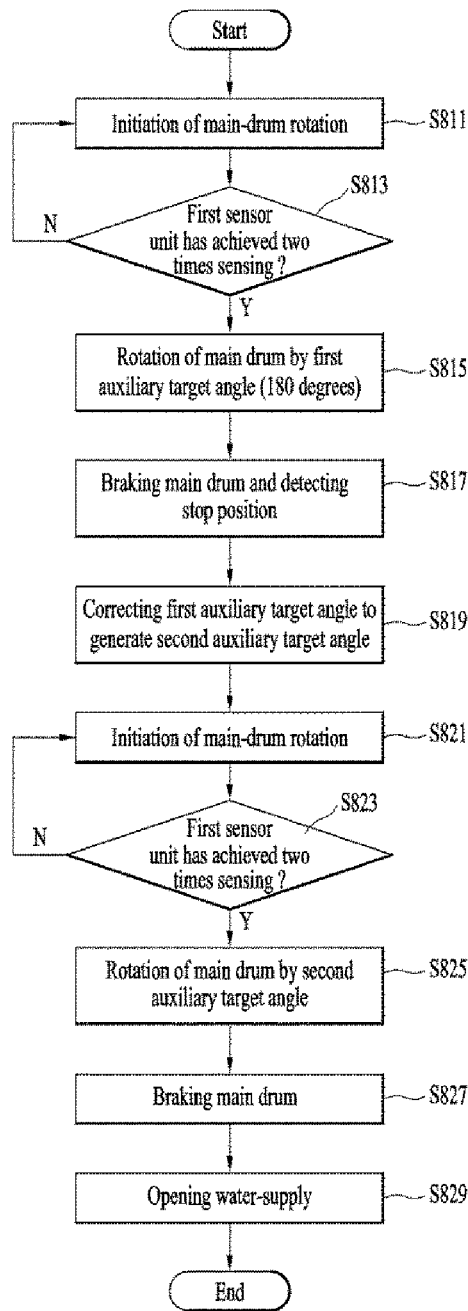 Start
Initiation of main-drum rotation
S811
S813
First sensor
unit has achieved two
times sensing ?
N
Y
Rotation of main drum by first
auxiliary target angle (180 degrees)
S815
Braking main drum and detecting
stop position
S817
Correcting first auxiliary target angle to
generate second auxiliary target angle
S819
Initiation of main-drum rotation
S821
S823
First sensor
unit has achieved two
times sensing ?
N
Y
Rotation of main drum by second
auxiliary target angle
S825
Braking main drum
S827
Opening water-supply
S829
End